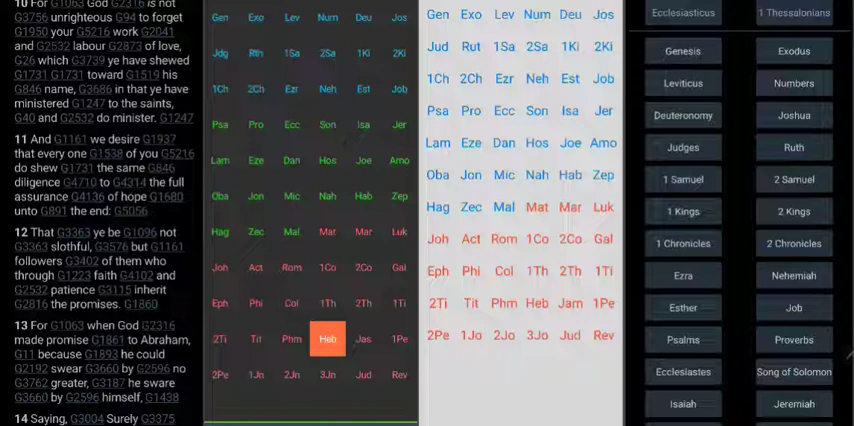 10 For G1063 God G2316 is not
G3756 unrighteous G94 to forget
G1950 your G5216 work G2041
and G2532 labour G2873 of love,
G26 which G3739 ye have shewed
G1731 G1731 toward G1519 his
G846 name, G3686 in that ye have
ministered G1247 to the saints,
G40 and G2532 do minister. G1247
11 And G1161 we desire G1937
that every one G1538 of you G5216
do shew G1731 the same G846
diligence G4710 to G4314 the full
assurance G4136 of hope G1680
unto G891 the end: G5056
12 That G3363 ye be G1096 not
G3363 slothful, G3576 but G1161
followers G3402 of them who
through G1223 faith G4102 and
G2532 patience G3115 inherit
G2816 the promises. G1860
13 For G1063 when God G2316
made promise G1861 to Abraham,
G11 because G1893 he could
G2192 swear G3660 by G2596 no
G3762 greater, G3187 he sware
G3660 by G2596 himself, G1438
14 Saying, G3004 Surely G3375
Gen Exo Lev Num Deu Jos
Jdg Rth 1Sa 2Sa 1Ki 2Ki
1Ch 2Ch Ezr Neh Est Job
Psa Pro Ecc Son Isa Jer
Lam Eze Dan Hos Joe Amo
Oba Jon Mic Nah Hab Zep
Hag Zec Mal Mat Mar Luk
Joh Act Rom 1Co 2Co Gal
Eph Phi Col 1Th 2Th 1Ti
2Ti Tit Phm Heb Jas 1Pe
2Pe 1Jn 2Jn 3Jn Jud Rev
Gen Exo Lev Num Deu Jos
Jud Rut 1Sa 2Sa 1Ki 2Ki
1Ch 2Ch Ezr Neh Est Job
Psa Pro Ecc Son Isa Jer
Lam Eze Dan Hos Joe Amo
Oba Jon Mic Nah Hab Zep
Hag Zec Mal Mat Mar Luk
Joh Act Rom 1Co 2Co Gal
Eph Phi Col 1Th 2Th 1Ti
2Ti Tit Phm Heb Jam 1Pe
2Pe 1Jo 2Jo 3Jo Jud Rev
Ecclesiasticus 1 Thessalonians
Genesis Exodus
Leviticus Numbers
Deuteronomy Joshua
Judges Ruth
1 Samuel 2 Samuel
1 Kings 2 Kings
1 Chronicles 2 Chronicles
Ezra Nehemiah
Esther Job
Psalms Proverbs
Ecclesiastes Song of Solomon
Isaiah Jeremiah